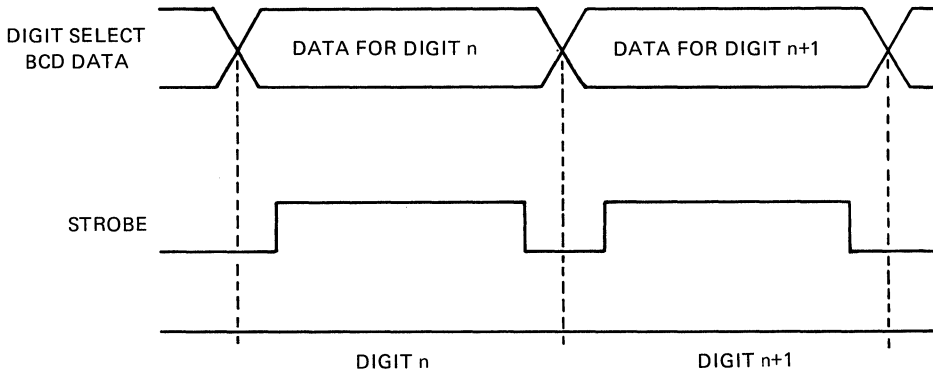 DIGIT SELECT
BCD DATA
DATA FOR DIGIT n
DATA FOR DIGIT n+1
STROBE
DIGIT n
DIGIT n+1